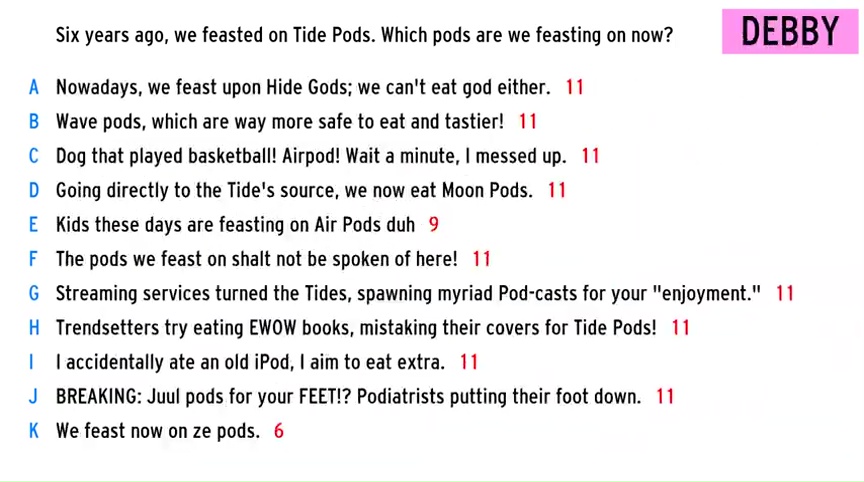 Six years ago, we feasted on Tide Pods. Which pods are we feasting on now?
DEBBY
A Nowadays, we feast upon Hide Gods; we can't eat god either. 11
B Wave pods, which are way more safe to eat and tastier! 11
C Dog that played basketball! Airpod! Wait a minute, I messed up. 11
D Going directly to the Tide's source, we now eat Moon Pods. 11
E Kids these days are feasting on Air Pods duh 9
F The pods we feast on shalt not be spoken of here! 11
G Streaming services turned the Tides, spawning myriad Pod-casts for your "enjoyment." 11
H Trendsetters try eating EWOW books, mistaking their covers for Tide Pods! 11
I I accidentally ate an old iPod, I aim to eat extra. 11
J BREAKING: Juul pods for your FEET!? Podiatrists putting their foot down. 11
K We feast now on ze pods. 6